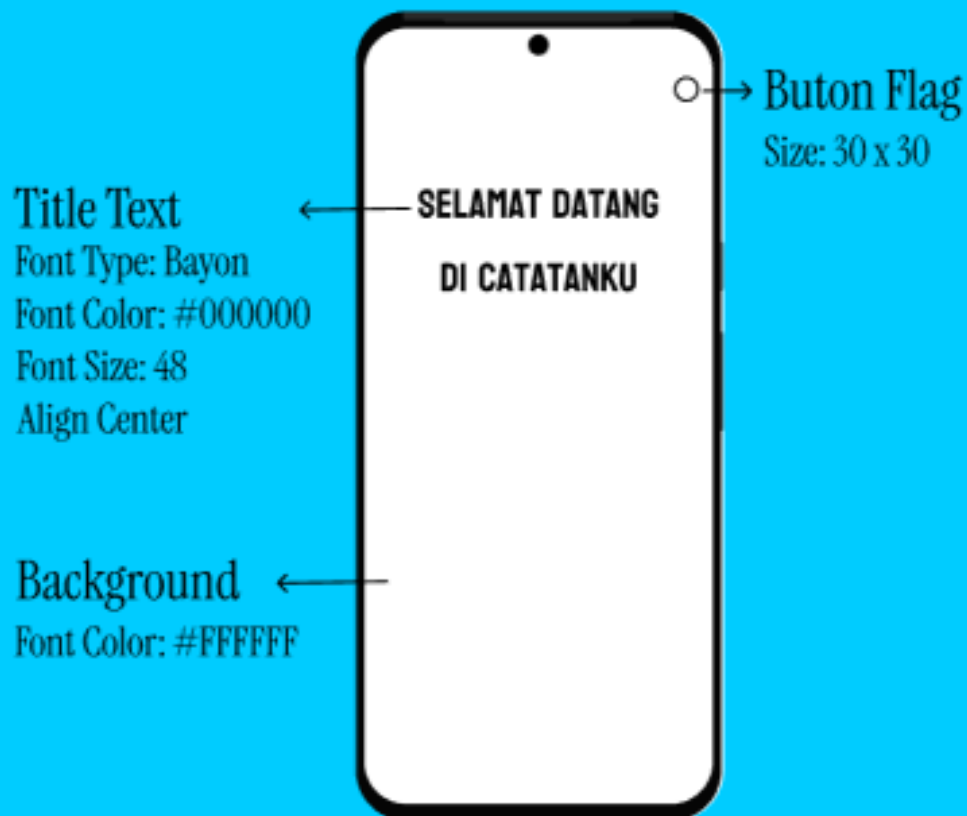 Buton Flag
Size: 30 x 30
Title Text
Font Type: Bayon
Font Color: #000000
Font Size: 48
Align Center
SELAMAT DATANG
DI CATATANKU
Background
Font Color: #FFFFFF